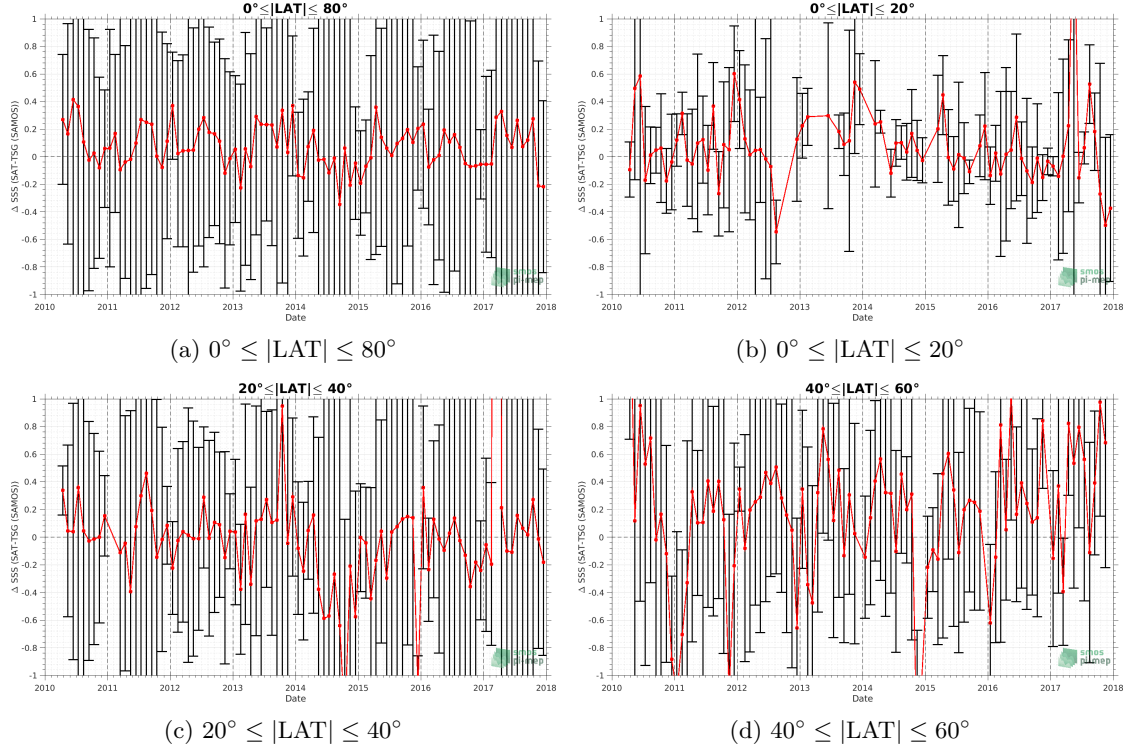 0°≤|LAT|≤ 80°
1
0.8
0.6
0.4
0.2
0
-0.2
-0.4
-0.6
-0.8
-1
Δ SSS (SAT-TSG (SAMOS))
2010 2011 2012 2013 2014 2015 2016 2017 2018
Date
smos
pi-mep
(a) 0° ≤ |LAT| ≤ 80°
0°≤|LAT|≤ 20°
1
0.8
0.6
0.4
0.2
0
-0.2
-0.4
-0.6
-0.8
-1
Δ SSS (SAT-TSG (SAMOS))
2010 2011 2012 2013 2014 2015 2016 2017 2018
Date
smos
pi-mep
(b) 0° ≤ |LAT| ≤ 20°
20°≤|LAT|≤ 40°
1
0.8
0.6
0.4
0.2
0
-0.2
-0.4
-0.6
-0.8
-1
Δ SSS (SAT-TSG (SAMOS))
2010 2011 2012 2013 2014 2015 2016 2017 2018
Date
smos
pi-mep
(c) 20° ≤ |LAT| ≤ 40°
40°≤|LAT|≤ 60°
1
0.8
0.6
0.4
0.2
0
-0.2
-0.4
-0.6
-0.8
-1
Δ SSS (SAT-TSG (SAMOS))
2010 2011 2012 2013 2014 2015 2016 2017 2018
Date
smos
pi-mep
(d) 40° ≤ |LAT| ≤ 60°